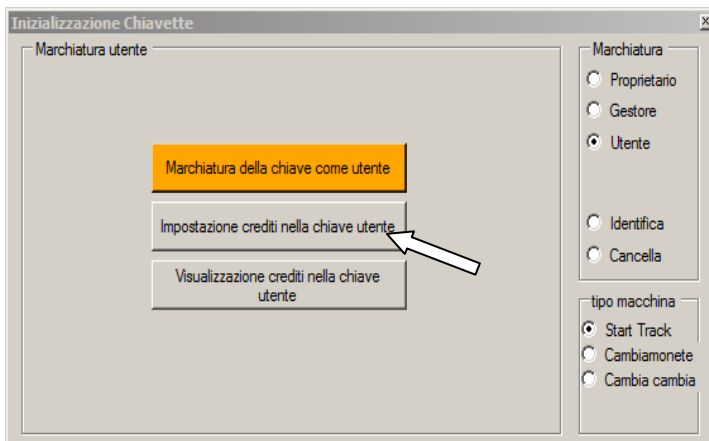 Inizializzazione Chiavette
Marchiatura utente
Marchiatura della chiave come utente
Impostazione crediti nella chiave utente
Visualizzazione crediti nella chiave
utente
Marchiatura
Proprietario
Gestore
Utente
Identifica
Cancella
tipo macchina
Start Track
Cambiamonete
Cambia cambia